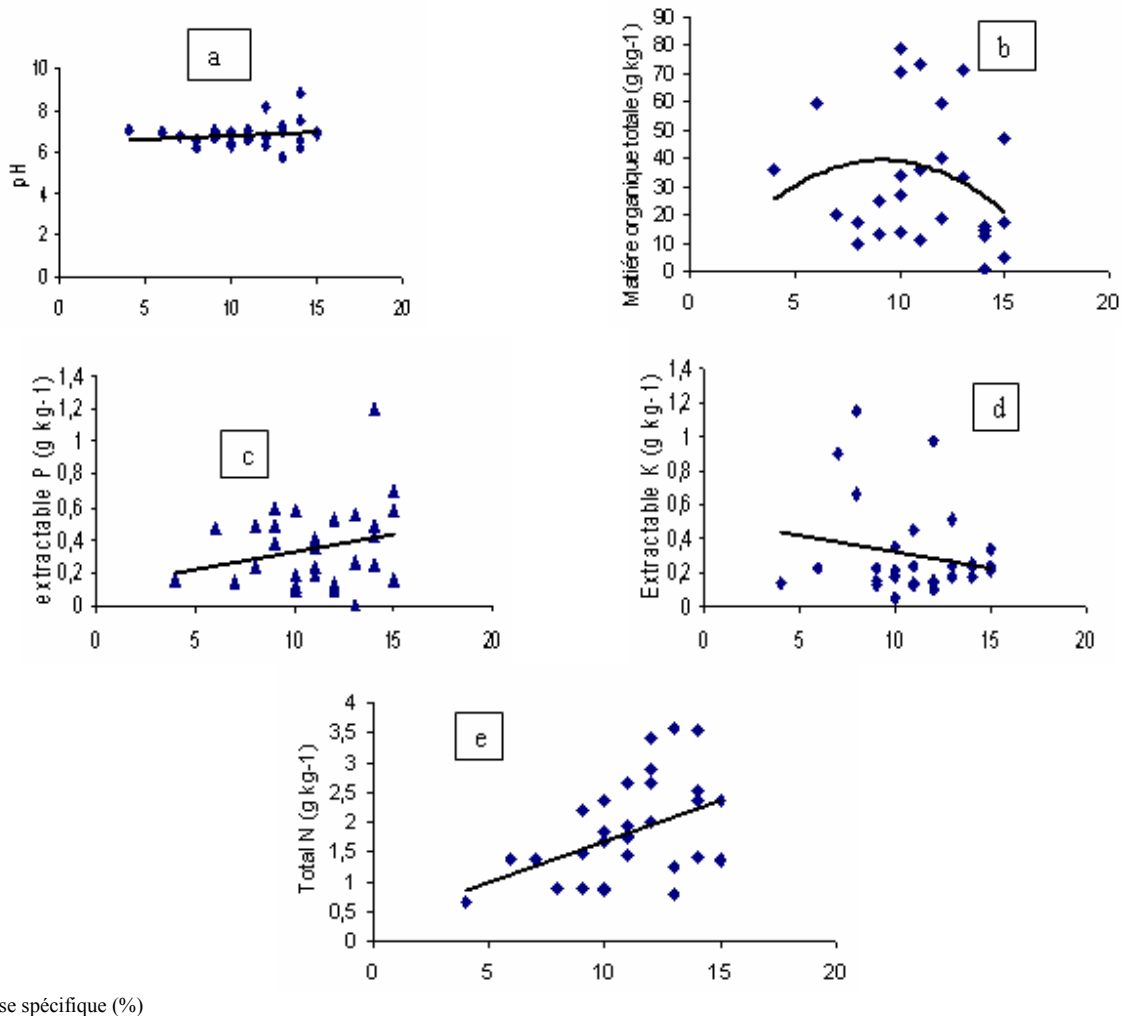 a
10
8
6
4
2
0
pH
0 5 10 15 20
b
90
80
70
60
50
40
30
20
10
0
Matiére organique totale (g kg-1)
0 5 10 15 20
c
1,4
1,2
1
0,8
0,6
0,4
0,2
0
extractable P (g kg-1)
0 5 10 15 20
d
1,4
1,2
1
0,8
0,6
0,4
0,2
0
Extractable K (g kg-1)
0 5 10 15 20
e
4
3,5
3
2,5
2
1,5
1
0,5
0
Total N (g kg-1)
0 5 10 15 20
se spécifique (%)